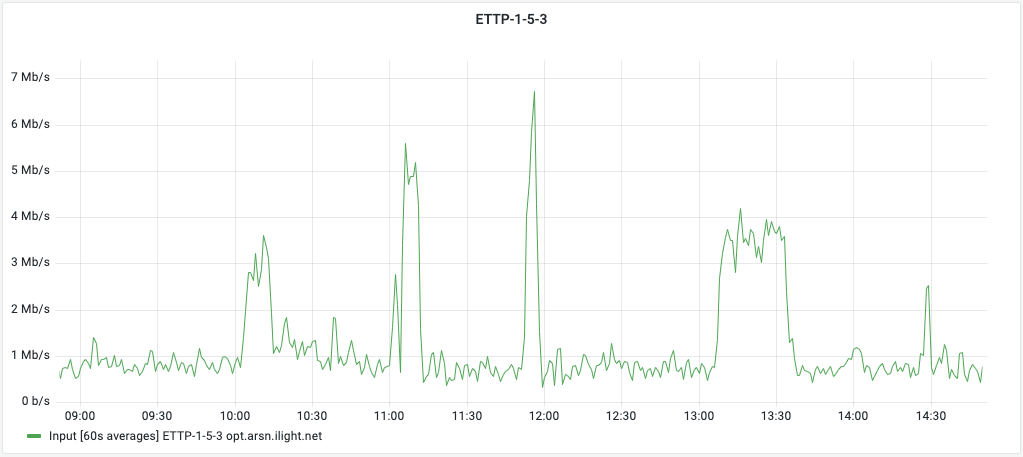 ETTP-1-5-3
7 Mb/s
6 Mb/s
5 Mb/s
4 Mb/s
3 Mb/s
2 Mb/s
1 Mb/s
0 b/s
09:00 09:30 10:00 10:30 11:00 11:30 12:00 12:30 13:00 13:30 14:00 14:30
Input [60s averages] ETTP-1-5-3 opt.arsn.ilight.net